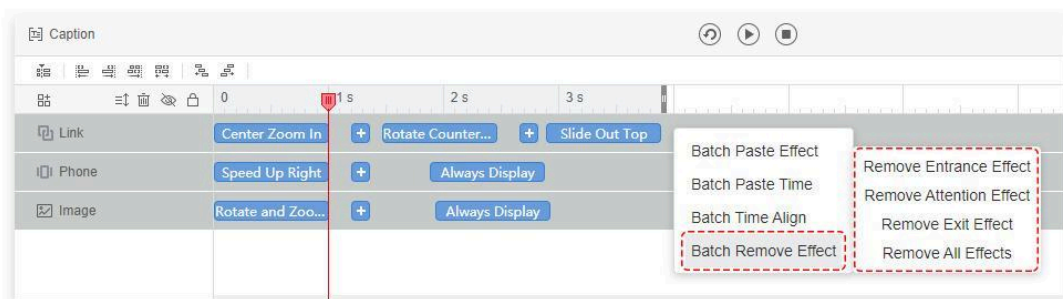 Caption
0 1 s 2 s 3 s
Link Center Zoom In + Rotate Counter... + Slide Out Top
Phone Speed Up Right + Always Display
Image Rotate and Zoo... + Always Display
Batch Paste Effect
Batch Paste Time
Batch Time Align
Batch Remove Effect
Remove Entrance Effect
Remove Attention Effect
Remove Exit Effect
Remove All Effects